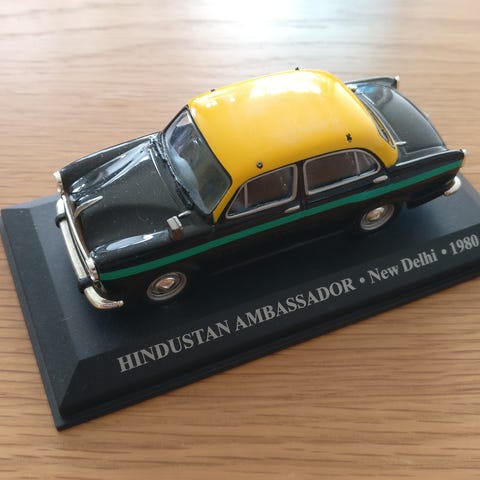 HINDUSTAN AMBASSADOR • New Delhi • 1980